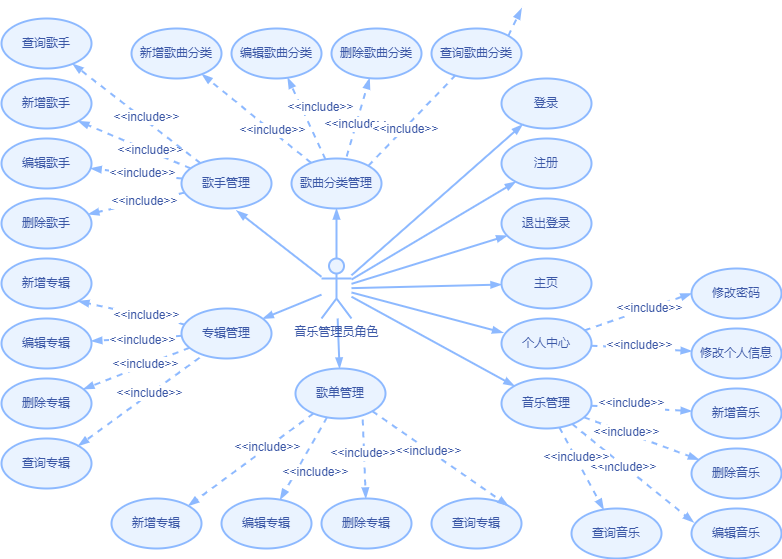 查询歌手
新增歌曲分类
编辑歌曲分类
删除歌曲分类
查询歌曲分类
新增歌手
登录
<<include>>
<<include>>
<<include>>
<<include>>
<<include>>
编辑歌手
<<include>>
注册
<<include>>
歌手管理
歌曲分类管理
<<include>>
删除歌手
退出登录
新增专辑
主页
修改密码
<<include>>
<<include>>
音乐管理员角色
专辑管理
编辑专辑
<<include>>
个人中心
<<include>>
修改个人信息
<<include>>
歌单管理
<<include>>
删除专辑
音乐管理
<<include>>
新增音乐
<<include>>
查询专辑
<<include>>
<<include>>
<<include>>
<<include>>
<<include>>
<<include>>
删除音乐
新增专辑
编辑专辑
删除专辑
查询专辑
查询音乐
编辑音乐